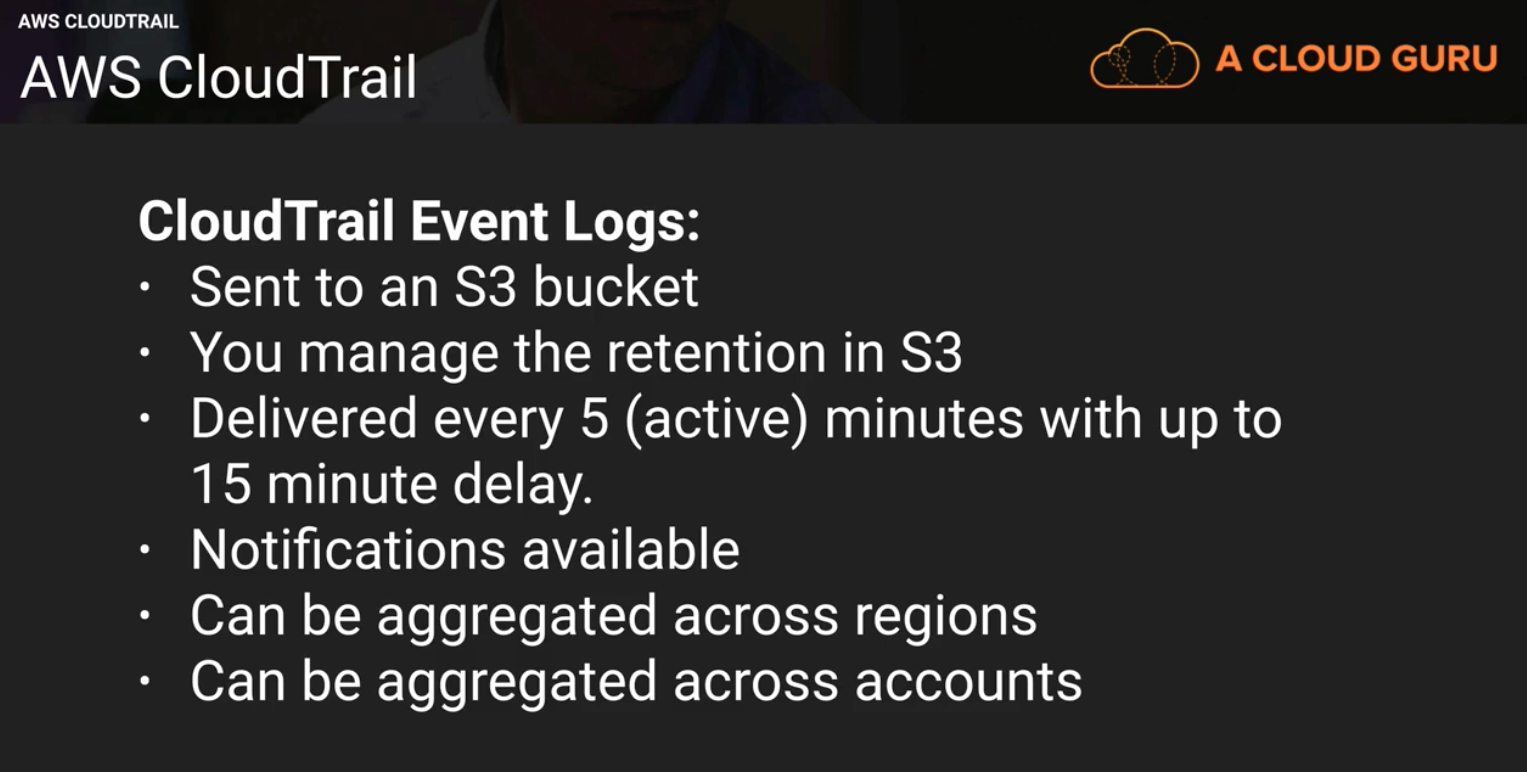 AWS CLOUDTRAIL
AWS CloudTrail
A CLOUD GURU
CloudTrail Event Logs:
• Sent to an S3 bucket
• You manage the retention in S3
• Delivered every 5 (active) minutes with up to
15 minute delay.
• Notifications available
• Can be aggregated across regions
• Can be aggregated across accounts